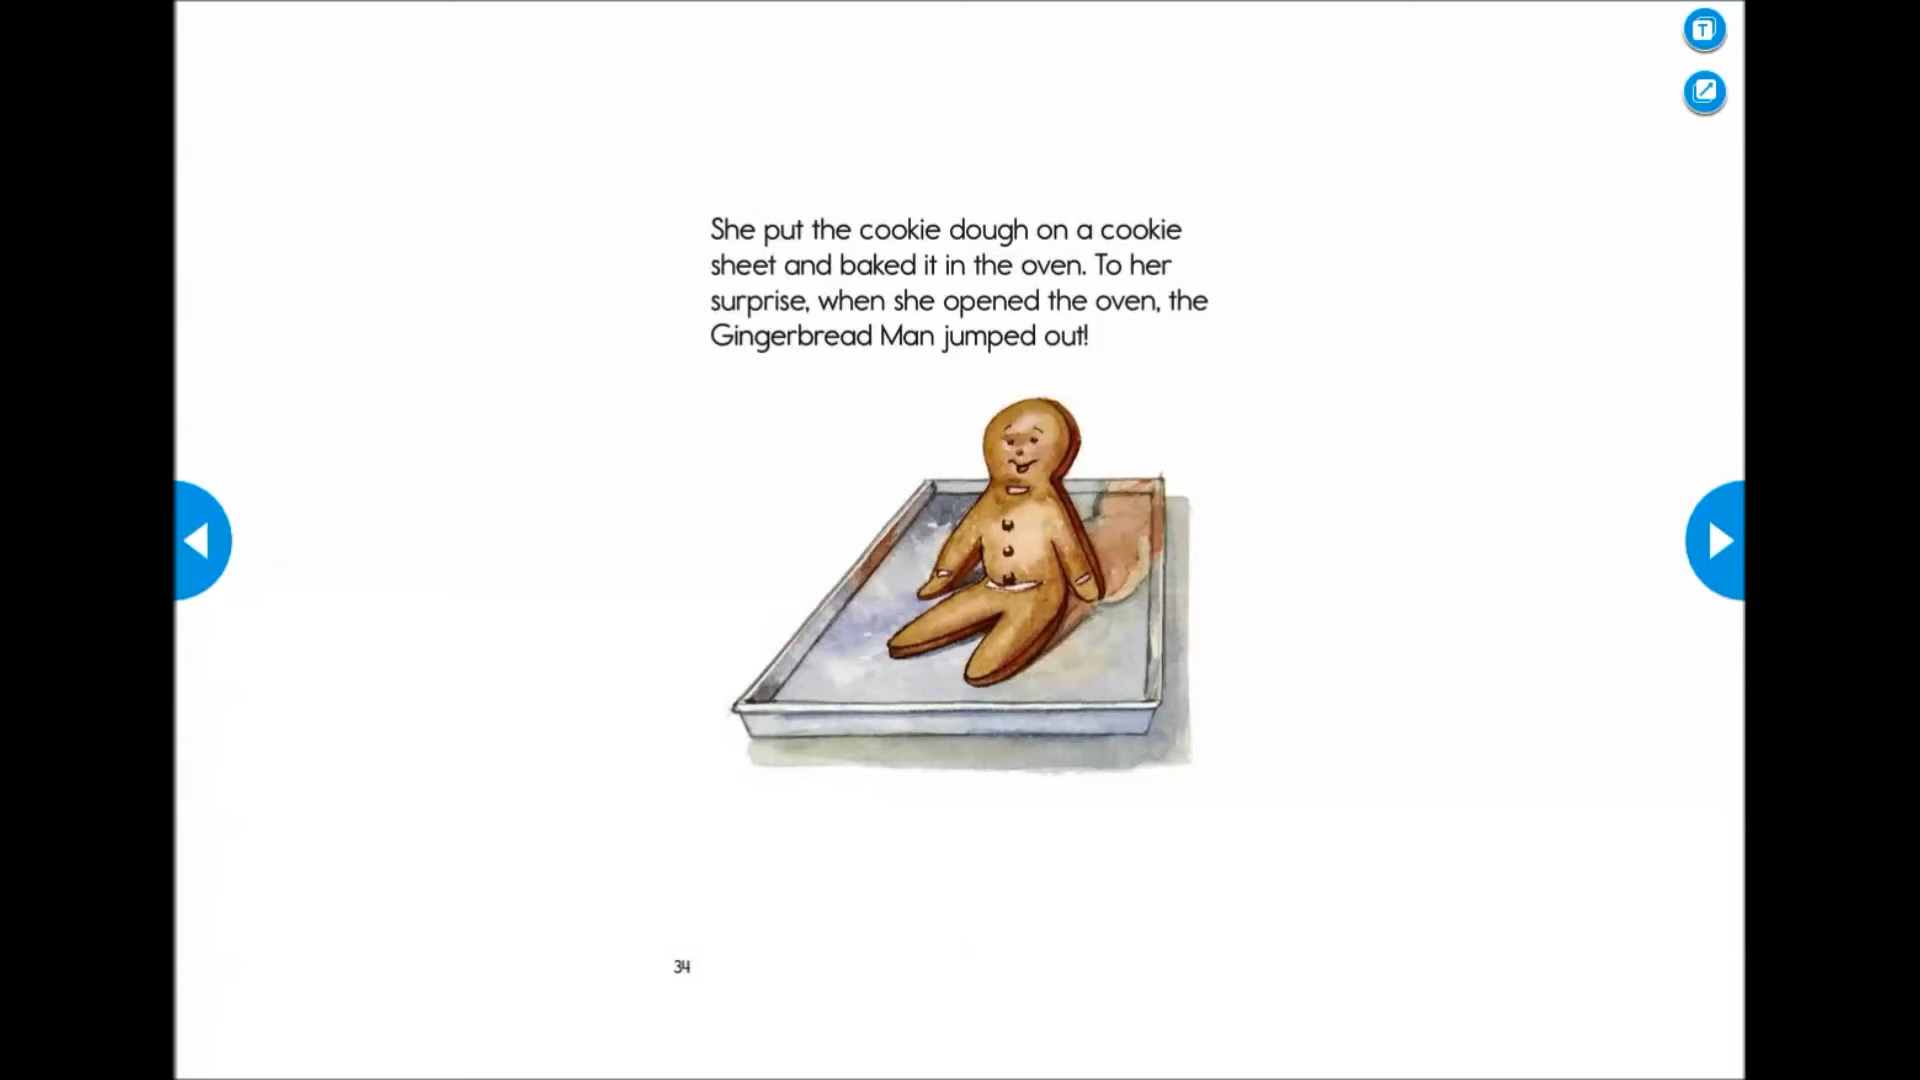 T
She put the cookie dough on a cookie
sheet and baked it in the oven. To her
surprise, when she opened the oven, the
Gingerbread Man jumped out!
34